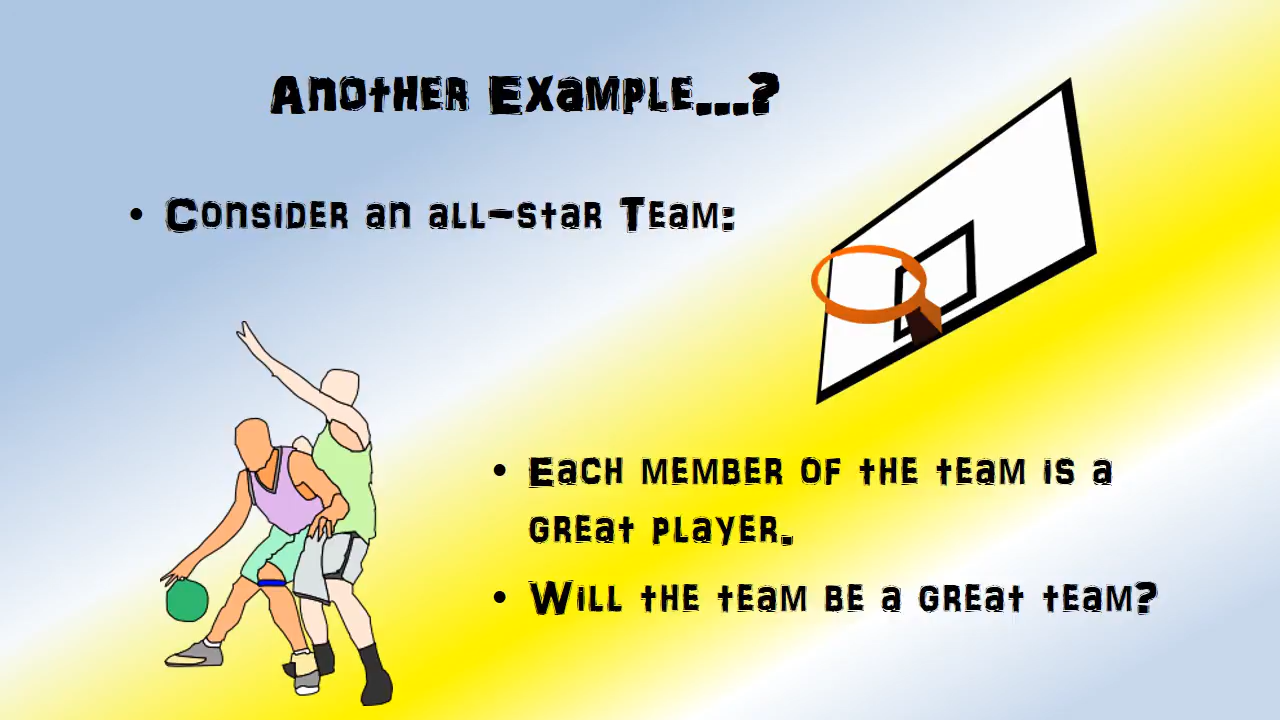 Another Example...?
• Consider an all-star Team:
• Each member of the team is a
great player.
• Will the team be a great team?